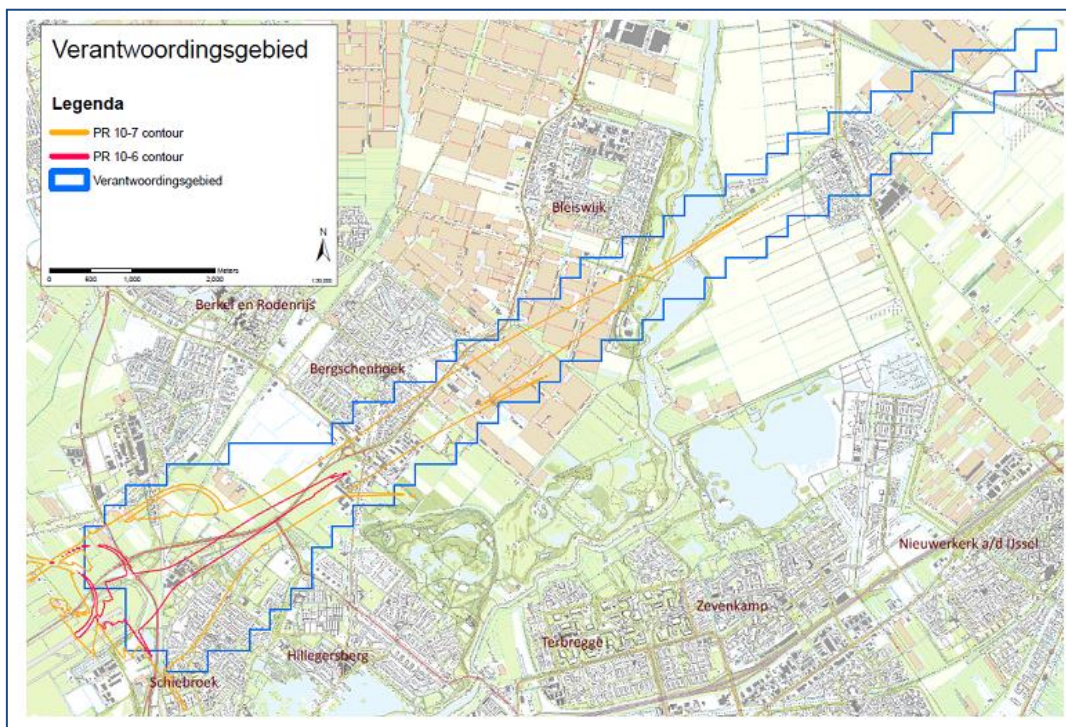 Verantwoordingsgebied
Legenda
PR 10-7 contour
PR 10-6 contour
Verantwoordingsgebied
N
0 500 1,000 2,000
Meters
Bleiswijk
Berkel en Rodenrijs
Bergschenhoek
Nieuwerkerk a/d IJssel
Zevenkamp
Terbregge
Hillegersberg
Schiebroek